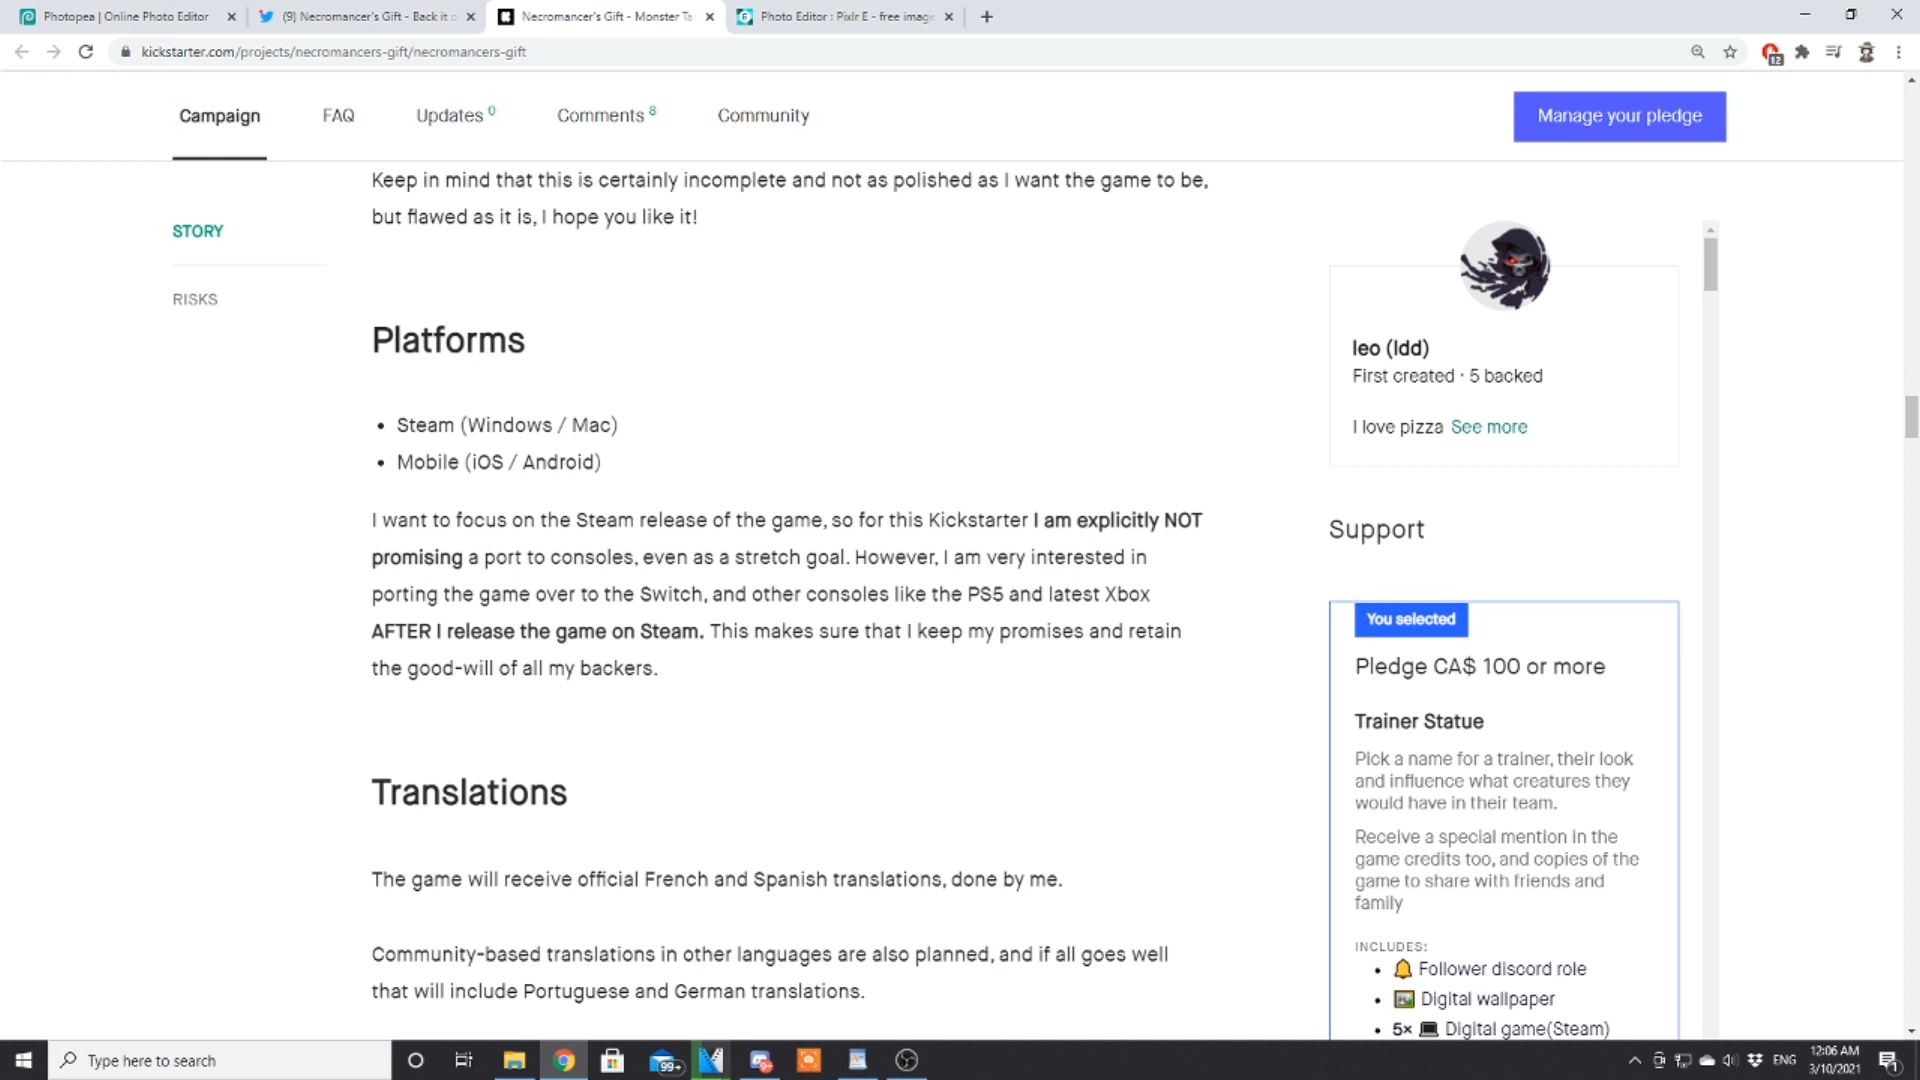 Photopea | Online Photo Editor
(9) Necromancer's Gift - Back it o
Necromancer's Gift - Monster Ta
Photo Editor : Pixlr E - free image
kickstarter.com/projects/necromancers-gift/necromancers-gift
12
Campaign
FAQ
Updates 0
Comments 8
Community
Manage your pledge
STORY
RISKS
Keep in mind that this is certainly incomplete and not as polished as I want the game to be,
but flawed as it is, I hope you like it!
Platforms
• Steam (Windows / Mac)
• Mobile (iOS / Android)
I want to focus on the Steam release of the game, so for this Kickstarter I am explicitly NOT
promising a port to consoles, even as a stretch goal. However, I am very interested in
porting the game over to the Switch, and other consoles like the PS5 and latest Xbox
AFTER I release the game on Steam. This makes sure that I keep my promises and retain
the good-will of all my backers.
Translations
The game will receive official French and Spanish translations, done by me.
Community-based translations in other languages are also planned, and if all goes well
that will include Portuguese and German translations.
leo (ldd)
First created · 5 backed
I love pizza See more
Support
You selected
Pledge CA$ 100 or more
Trainer Statue
Pick a name for a trainer, their look
and influence what creatures they
would have in their team.
Receive a special mention in the
game credits too, and copies of the
game to share with friends and
family
INCLUDES:
• Follower discord role
• Digital wallpaper
• 5× Digital game(Steam)
Type here to search
99+
ENG
12:06 AM
3/10/2021
1